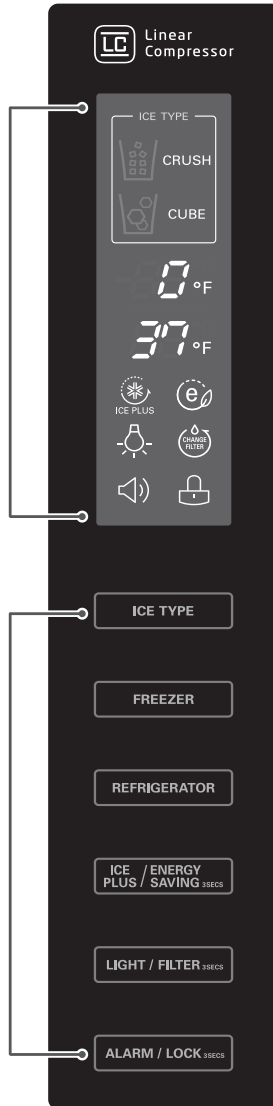 LC
Linear
Compressor
ICE TYPE
CRUSH
CUBE
0 °F
37 °F
ICE PLUS
e
CHANGE
FILTER
ICE TYPE
FREEZER
REFRIGERATOR
ICE PLUS / ENERGY SAVING 3SECS
LIGHT / FILTER 3SECS
ALARM / LOCK 3SECS